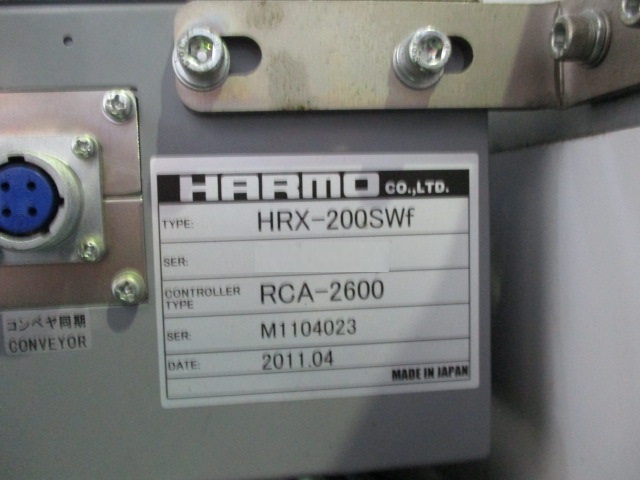 HARMO CO.,LTD.
TYPE: HRX-200SWf
SER:
CONTROLLER TYPE RCA-2600
SER: M1104023
DATE: 2011.04
MADE IN JAPAN
コンベヤ同期
CONVEYOR